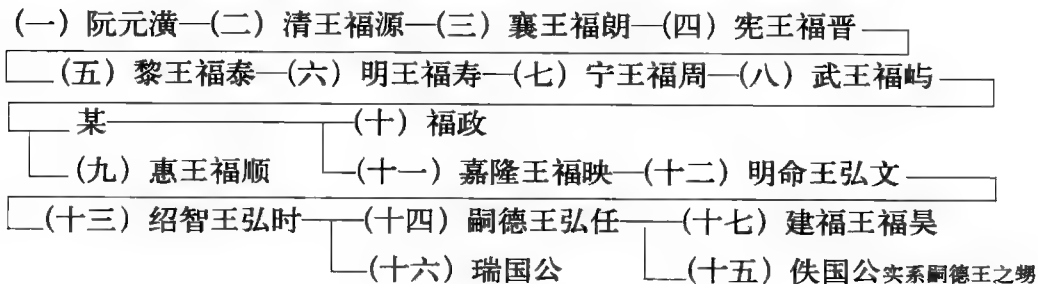 (一) 阮元潢—(二) 清王福源—(三) 襄王福朗—(四) 宪王福晋
(五) 黎王福泰—(六) 明王福寿—(七) 宁王福周—(八) 武王福屿
某—(十) 福政
(九) 惠王福顺 (十一) 嘉隆王福映—(十二) 明命王弘文
(十三) 绍智王弘时—(十四) 嗣德王弘任—(十七) 建福王福昊
(十六) 瑞国公 (十五) 佚国公实系嗣德王之甥